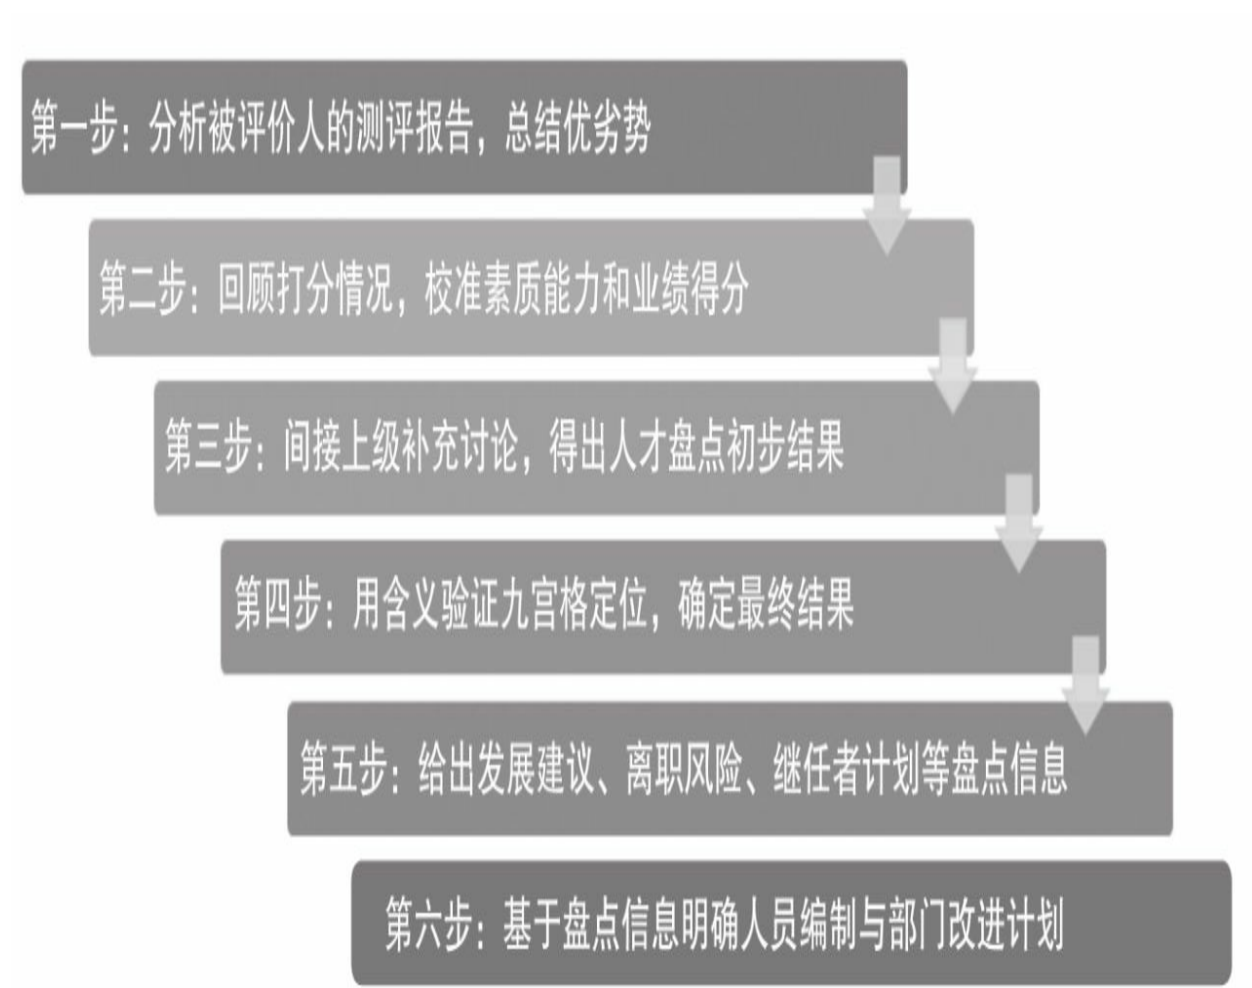 第一步：分析被评价人的测评报告，总结优劣势
第二步：回顾打分情况，校准素质能力和业绩得分
第三步：间接上级补充讨论，得出人才盘点初步结果
第四步：用含义验证九宫格定位，确定最终结果
第五步：给出发展建议、离职风险、继任者计划等盘点信息
第六步：基于盘点信息明确人员编制与部门改进计划